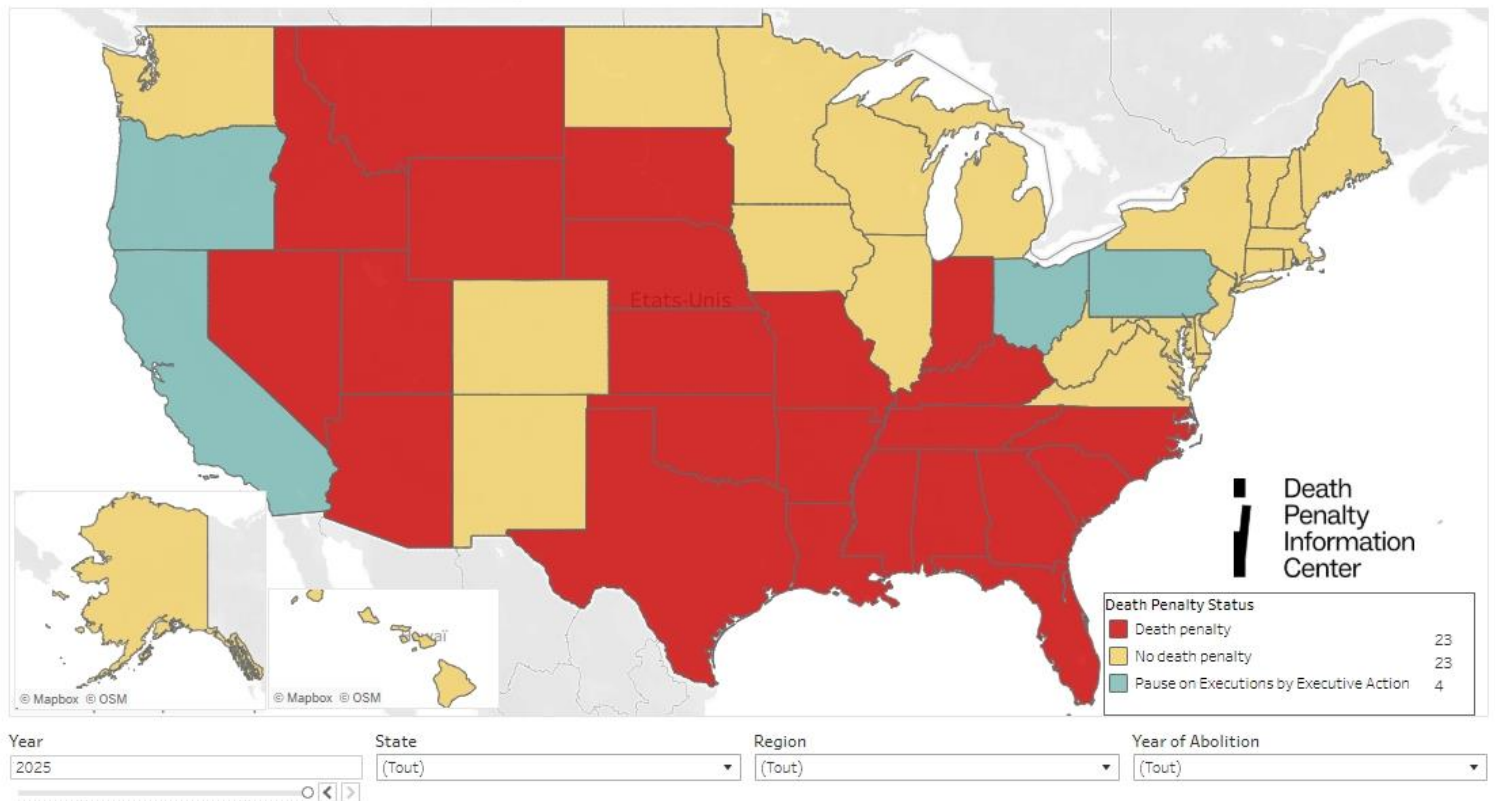 Etats-Unis
Death
Penalty
Information
Center
Death Penalty Status
Death penalty 23
No death penalty 23
Pause on Executions by Executive Action 4
© Mapbox © OSM
© Mapbox © OSM
Year
2025
State
(Tout)
Region
(Tout)
Year of Abolition
(Tout)